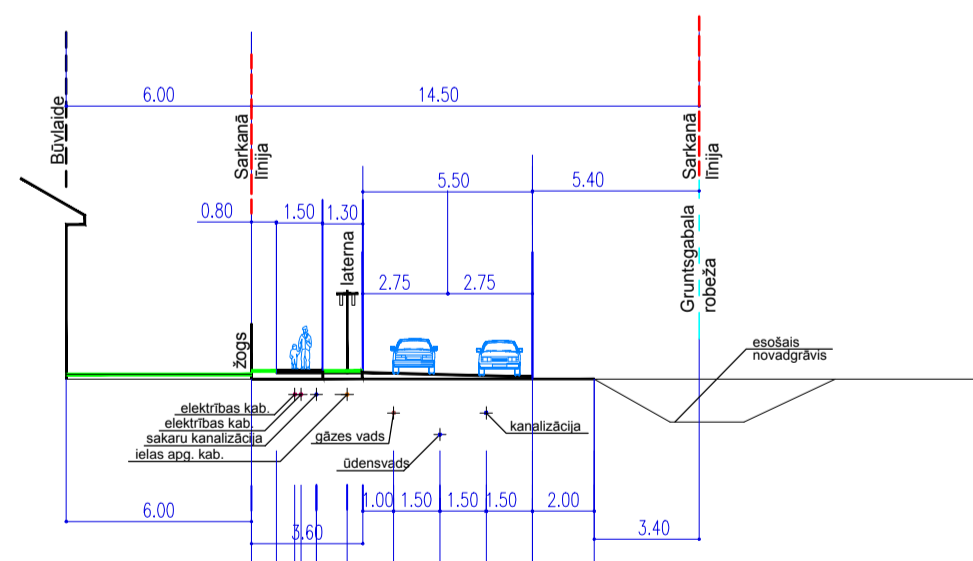 6.00
14.50
Būvlaide
Sarkanā
līnija
Sarkanā
līnija
5.50
5.40
0.80
1.50
1.30
laterna
2.75
2.75
Gruntsgabala
robeža
žogs
esošais
novadgrāvis
elektrības kab.
elektrības kab.
sakaru kanalizācija
ielas apg. kab.
gāzes vads
ūdensvads
kanalizācija
6.00
3.60
1.00
1.50
1.50
1.50
2.00
3.40